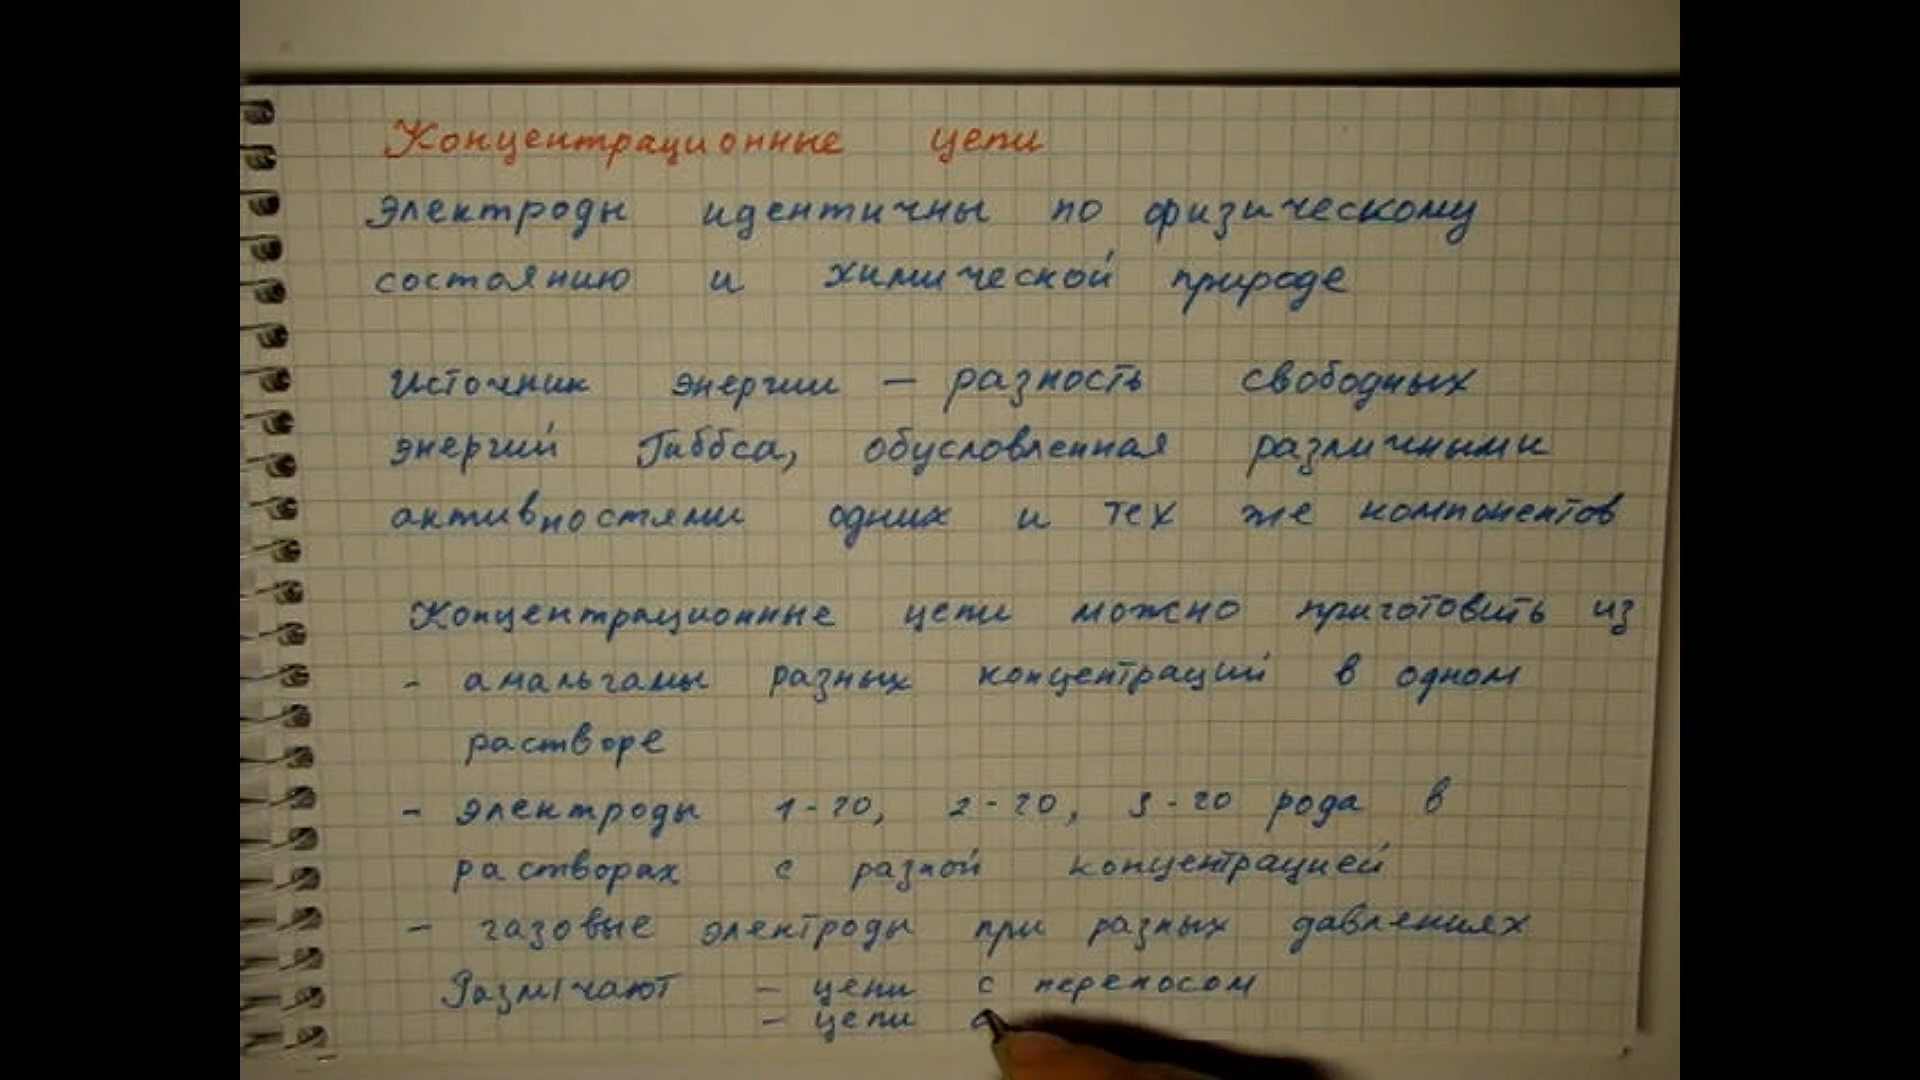 Концентрационные цепи
Электроды идентичны по физическому
состоянию и химической природе
Источник энергии — разность свободных
энергий Гиббса, обусловленная различными
активностями одних и тех же компонентов
Концентрационные цепи можно приготовить из
- амальгамы разных концентраций в одном
растворе
- электроды 1-го, 2-го, 3-го рода в
растворах с разной концентрацией
- газовые электроды при разных давлениях
Различают - цепи с переносом
- цепи